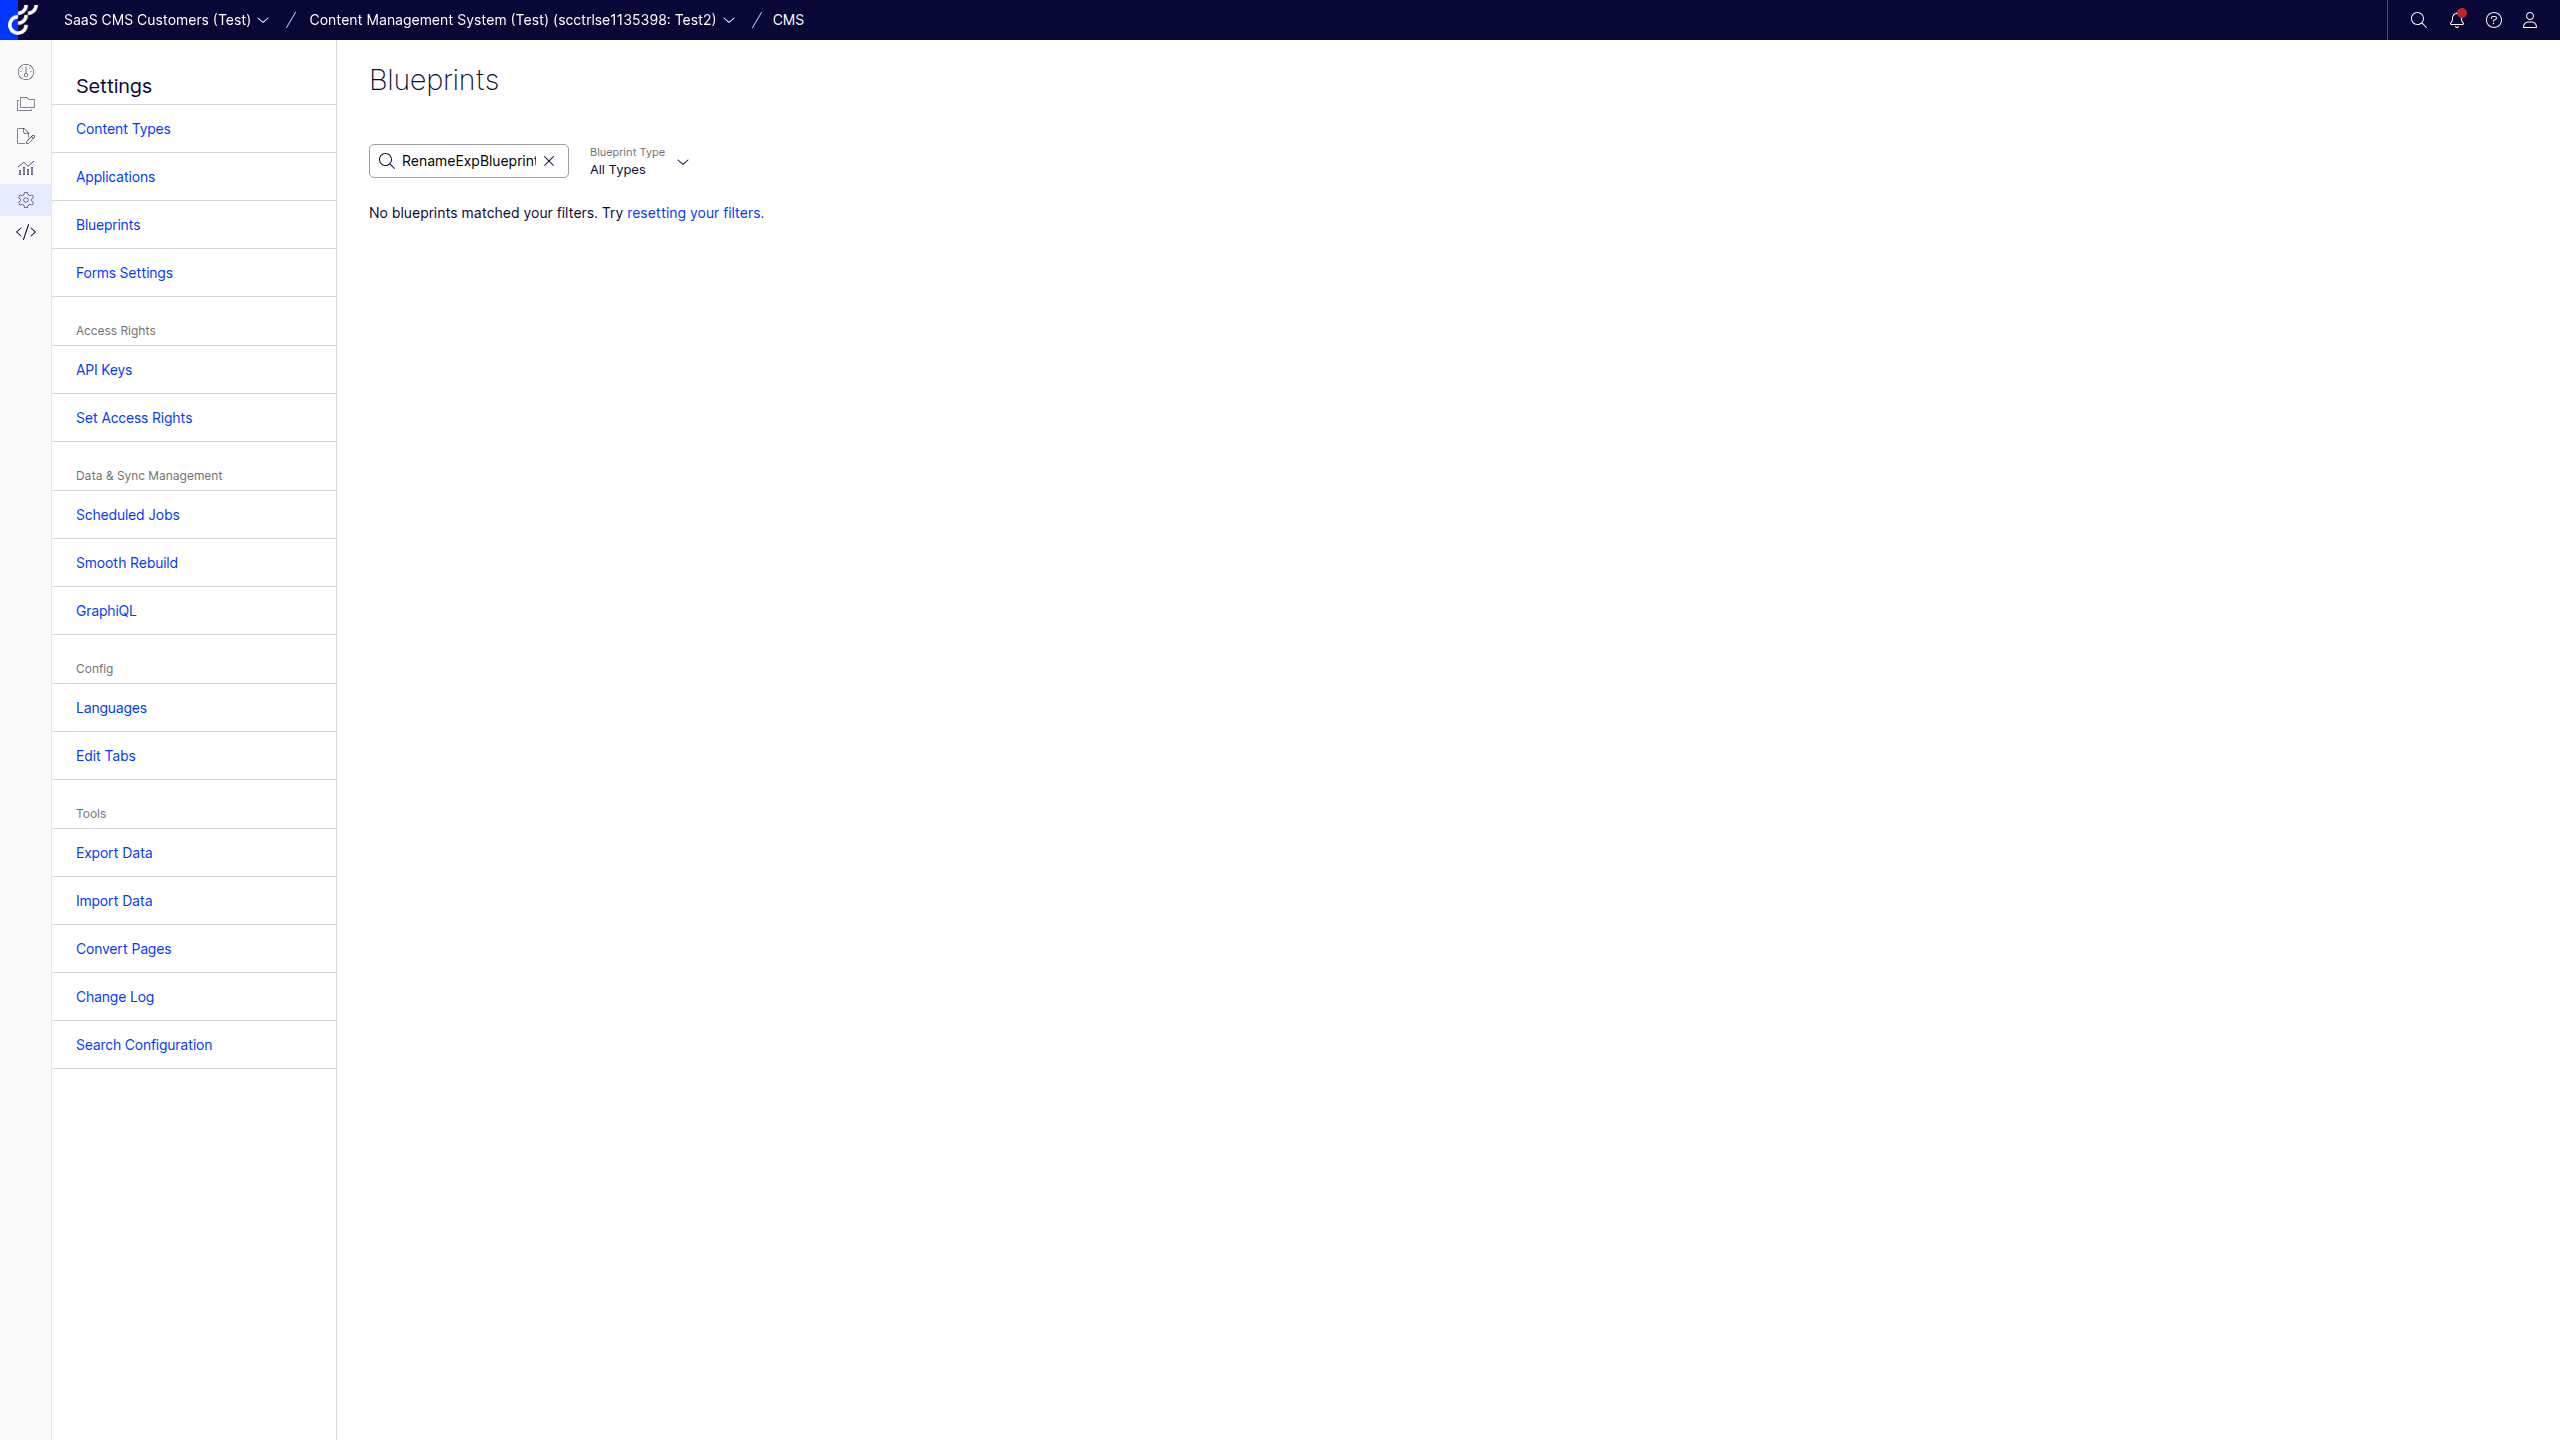 SaaS CMS Customers (Test) / Content Management System (Test) (scctrlse1135398: Test2) / CMS
Settings
Content Types
Applications
Blueprints
Forms Settings
Access Rights
API Keys
Set Access Rights
Data & Sync Management
Scheduled Jobs
Smooth Rebuild
GraphiQL
Config
Languages
Edit Tabs
Tools
Export Data
Import Data
Convert Pages
Change Log
Search Configuration
Blueprints
RenameExpBlueprint
Blueprint Type
All Types
No blueprints matched your filters. Try resetting your filters.